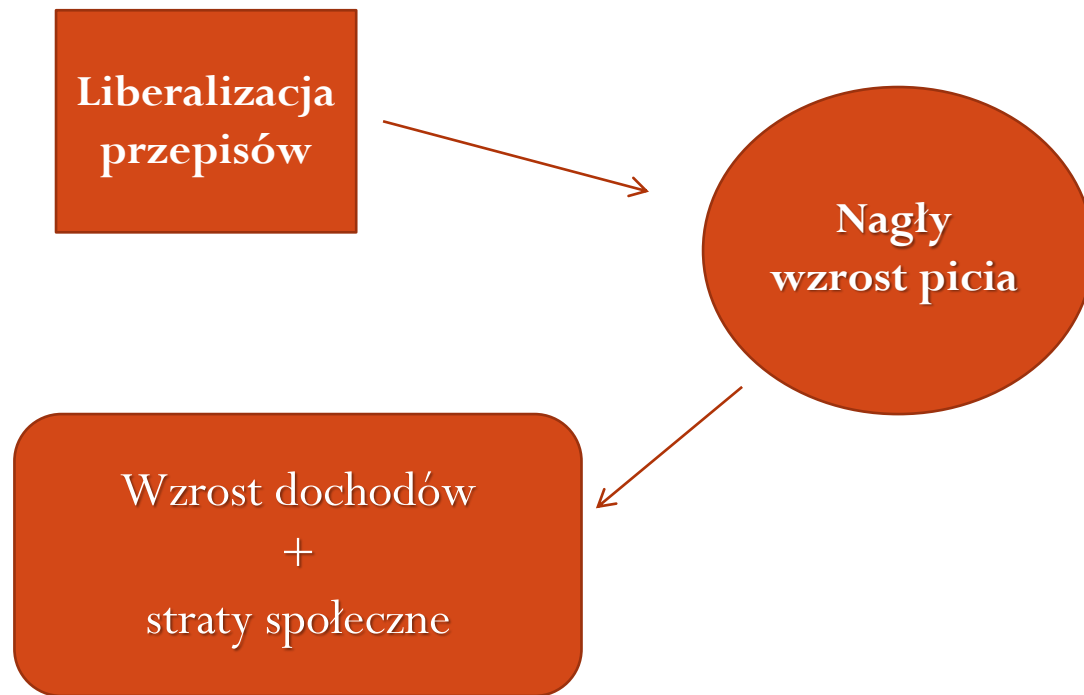 Liberalizacja
przepisów
Nagły
wzrost picia
Wzrost dochodów
+
straty społeczne